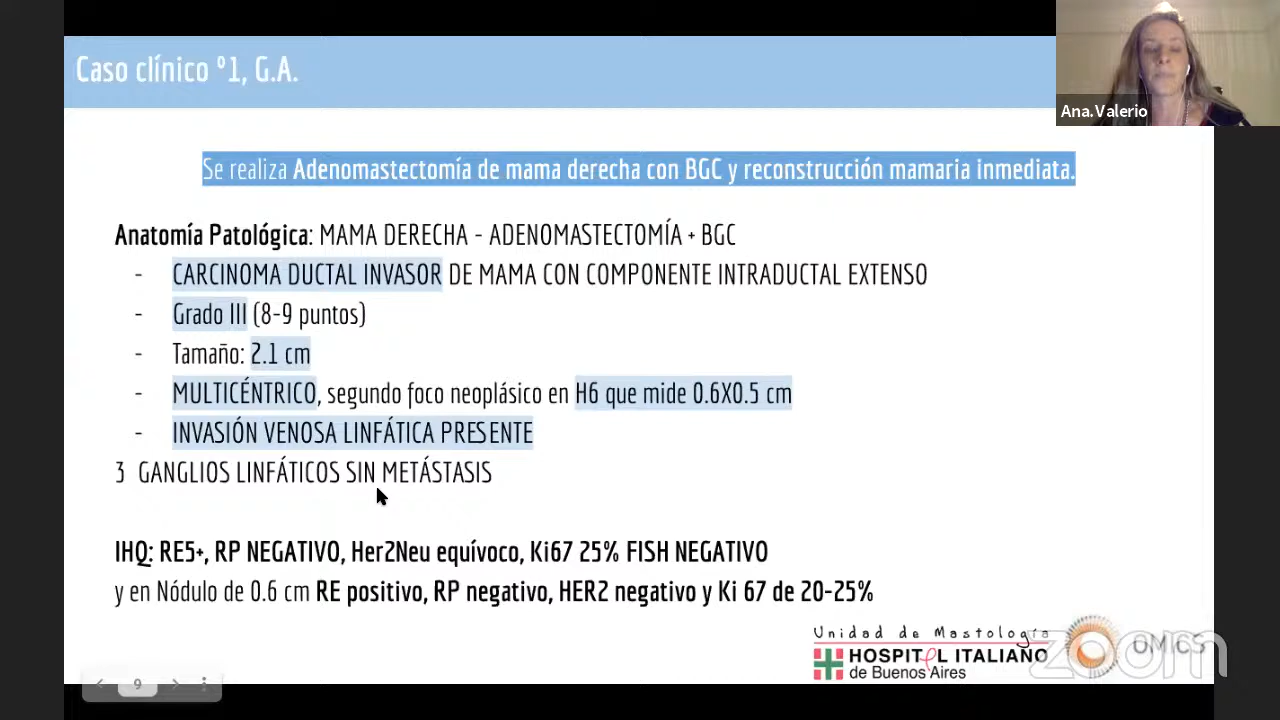 Caso clínico º1, G.A.
Ana.Valerio
Se realiza Adenomastectomía de mama derecha con BGC y reconstrucción mamaria inmediata.
Anatomía Patológica: MAMA DERECHA - ADENOMASTECTOMÍA + BGC
- CARCINOMA DUCTAL INVASOR DE MAMA CON COMPONENTE INTRADUCTAL EXTENSO
- Grado III (8-9 puntos)
- Tamaño: 2.1 cm
- MULTICÉNTRICO, segundo foco neoplásico en H6 que mide 0.6X0.5 cm
- INVASIÓN VENOSA LINFÁTICA PRESENTE
3 GANGLIOS LINFÁTICOS SIN METÁSTASIS
IHQ: RE5+, RP NEGATIVO, Her2Neu equívoco, Ki67 25% FISH NEGATIVO
y en Nódulo de 0.6 cm RE positivo, RP negativo, HER2 negativo y Ki 67 de 20-25%
Unidad de Mastología
HOSPITAL ITALIANO
de Buenos Aires
OMICS
zoom
9